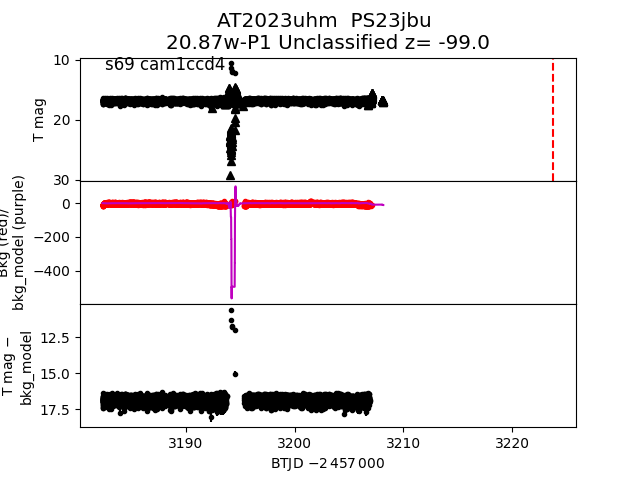 AT2023uhm  PS23jbu
20.87w-P1 Unclassified z= -99.0
s69 cam1ccd4
10
20
30
T mag
0
−200
−400
Bkg (red)/
bkg_model (purple)
12.5
15.0
17.5
T mag −
bkg_model
3190
3200
3210
3220
BTJD −2 457 000